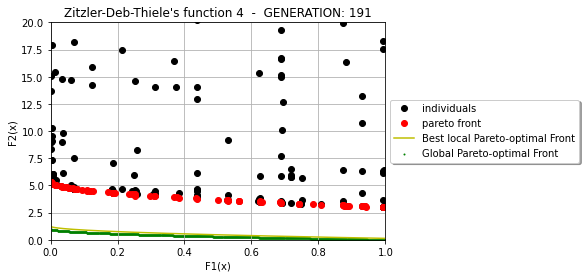 Zitzler-Deb-Thiele's function 4 - GENERATION: 191
20.0
17.5
15.0
12.5
10.0
7.5
5.0
2.5
0.0
F2(x)
0.0 0.2 0.4 0.6 0.8 1.0
F1(x)
individuals
pareto front
Best local Pareto-optimal Front
Global Pareto-optimal Front